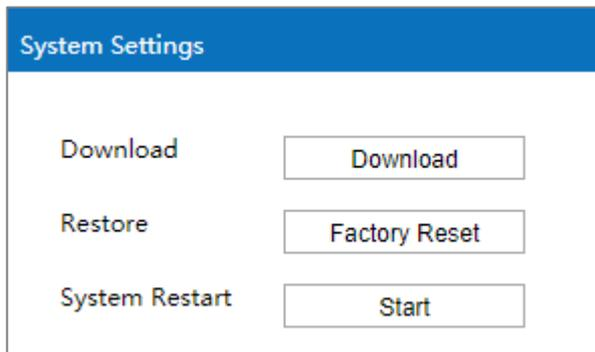 System Settings
Download Download
Restore Factory Reset
System Restart Start